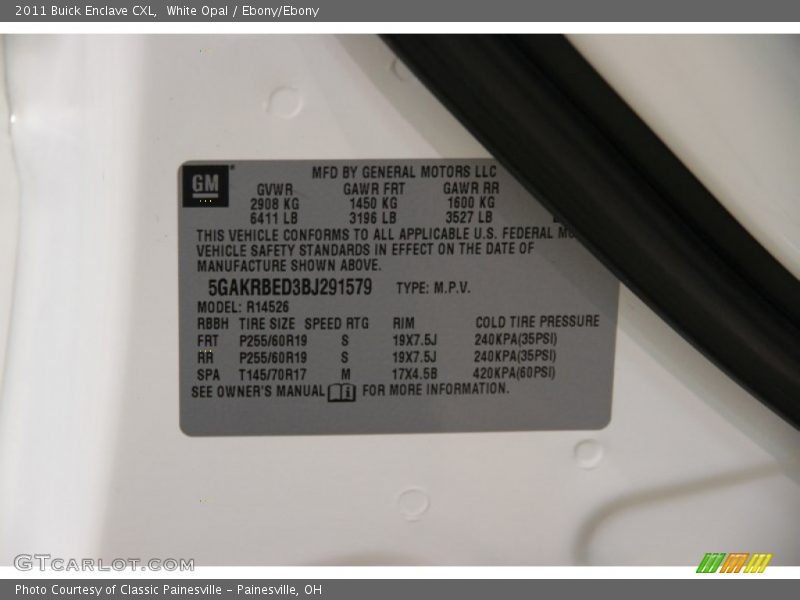 2011 Buick Enclave CXL,  White Opal / Ebony/Ebony
GM
MFD BY GENERAL MOTORS LLC
GVWR GAWR FRT GAWR RR
2908 KG 1450 KG 1600 KG
6411 LB 3196 LB 3527 LB
THIS VEHICLE CONFORMS TO ALL APPLICABLE U.S. FEDERAL
VEHICLE SAFETY STANDARDS IN EFFECT ON THE DATE OF
MANUFACTURE SHOWN ABOVE.
5GAKRBED3BJ291579 TYPE: M.P.V.
MODEL: R14526
RBBH TIRE SIZE SPEED RTG RIM COLD TIRE PRESSURE
FRT P255/60R19 S 19X7.5J 240KPA(35PSI)
RR P255/60R19 S 19X7.5J 240KPA(35PSI)
SPA T145/70R17 M 17X4.5B 420KPA(60PSI)
SEE OWNER'S MANUAL FOR MORE INFORMATION.
GTCARLOT.COM
Photo Courtesy of Classic Painesville – Painesville, OH